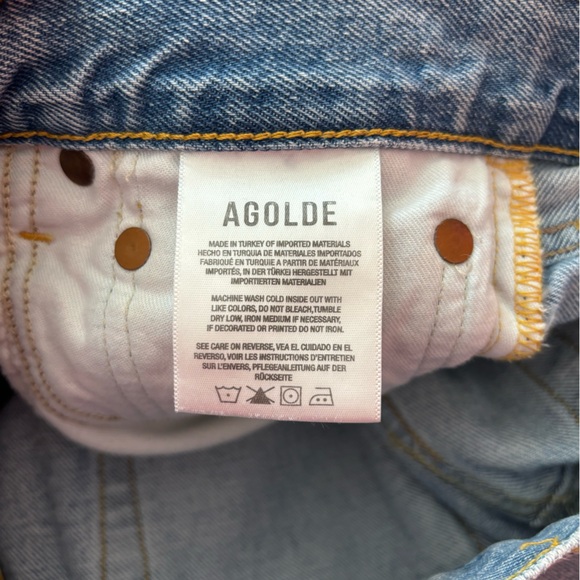 AGOLDE
MADE IN TURKEY OF IMPORTED MATERIALS
HECHO EN TURQUIA DE MATERIALES IMPORTADOS
FABRIQUÉ EN TURQUIE A PARTIR DE MATÉRIAUX
IMPORTÉS, IN DER TÜRKEI HERGESTELLT MIT
IMPORTIERTEN MATERIALIEN
MACHINE WASH COLD INSIDE OUT WITH
LIKE COLORS, DO NOT BLEACH,TUMBLE
DRY LOW, IRON MEDIUM IF NECESSARY,
IF DECORATED OR PRINTED DO NOT IRON.
SEE CARE ON REVERSE, VEA EL CUIDADO EN EL
REVERSO, VOIR LES INSTRUCTIONS D'ENTRETIEN
SUR L'ENVERS, PFLEGEANLEITUNG AUF DER
RÜCKSEITE